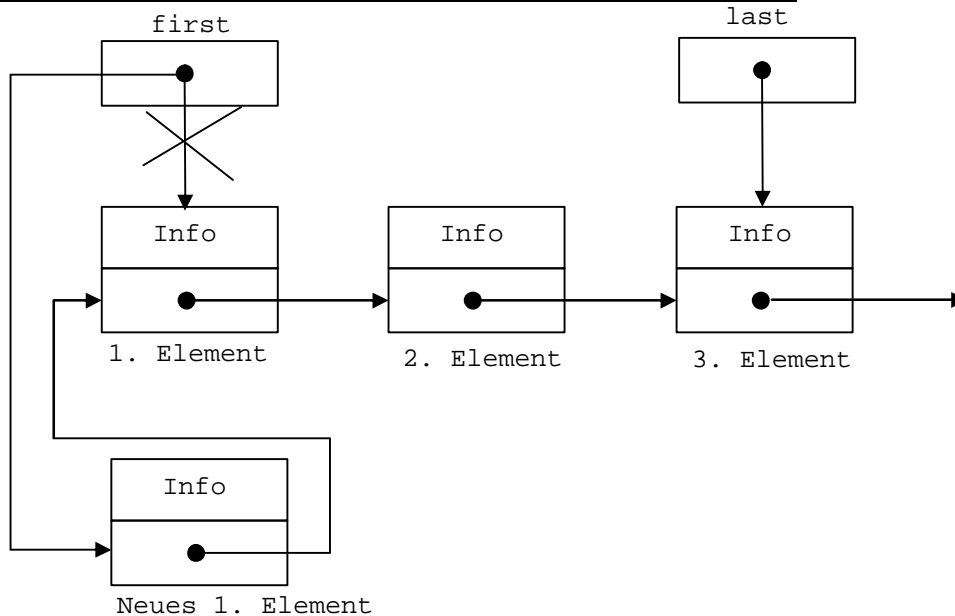 first
last
Info
Info
Info
1. Element
2. Element
3. Element
Info
Neues 1. Element